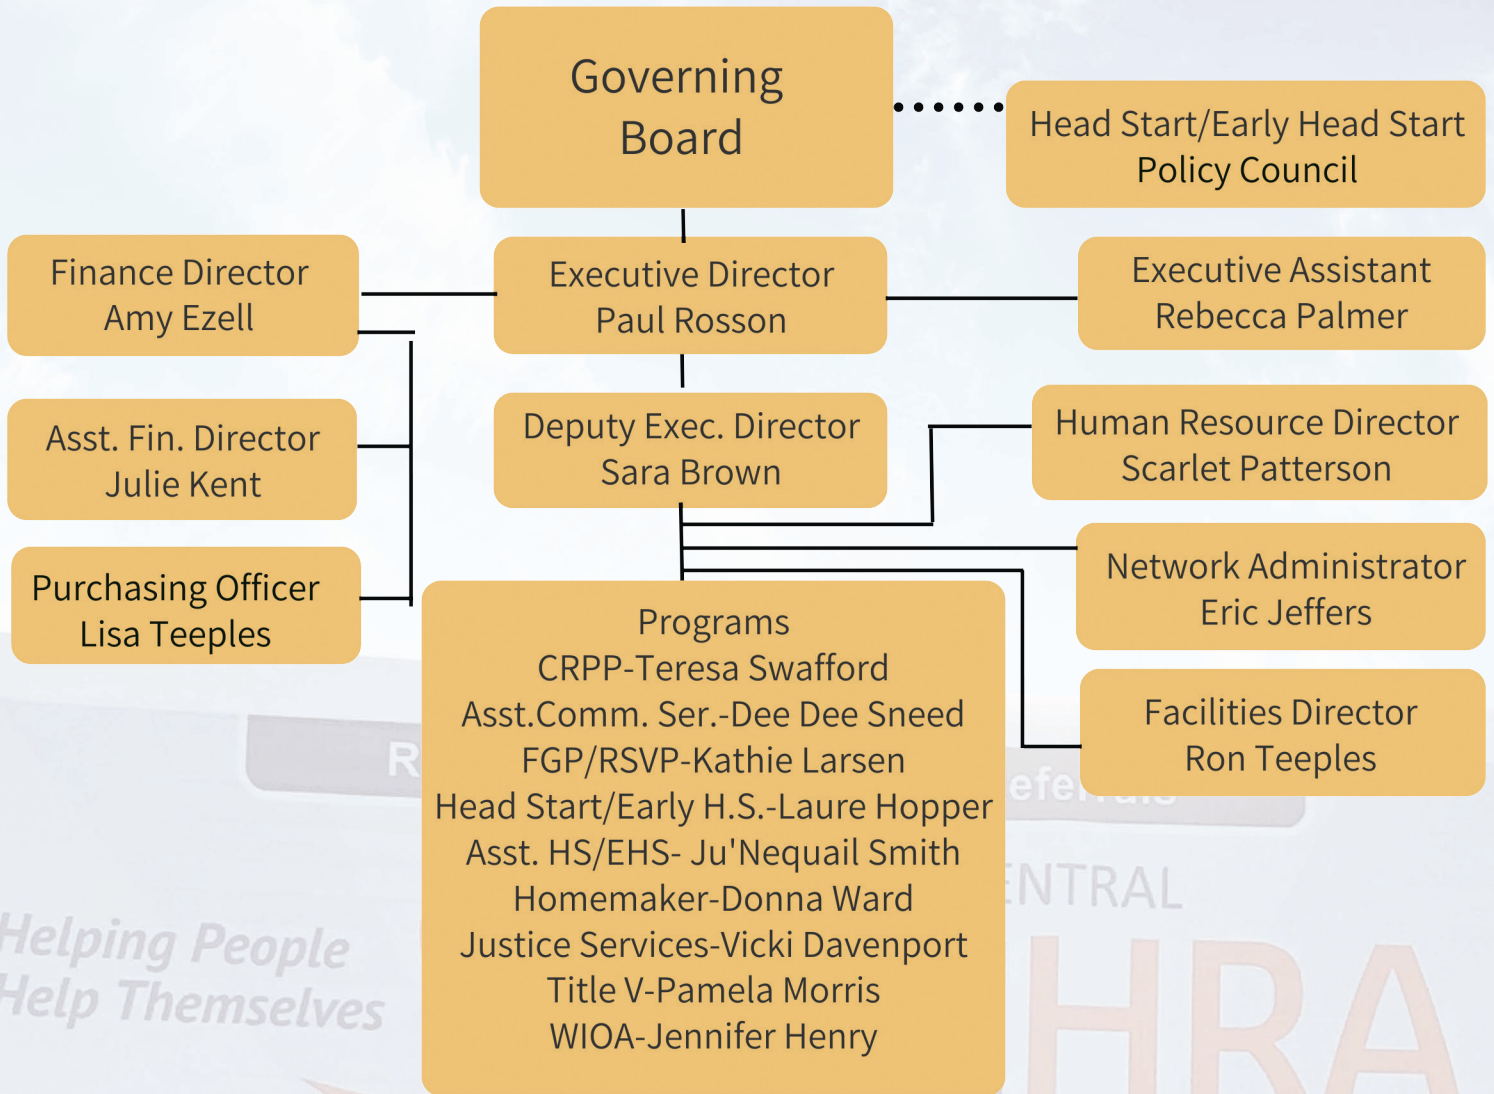 Governing
Board
Head Start/Early Head Start
Policy Council
Finance Director
Amy Ezell
Executive Director
Paul Rosson
Executive Assistant
Rebecca Palmer
Asst. Fin. Director
Julie Kent
Deputy Exec. Director
Sara Brown
Human Resource Director
Scarlet Patterson
Purchasing Officer
Lisa Teeples
Network Administrator
Eric Jeffers
Facilities Director
Ron Teeples
Programs
CRPP-Teresa Swafford
Asst.Comm. Ser.-Dee Dee Sneed
FGP/RSVP-Kathie Larsen
Head Start/Early H.S.-Laure Hopper
Asst. HS/EHS- Ju'Nequail Smith
Homemaker-Donna Ward
Justice Services-Vicki Davenport
Title V-Pamela Morris
WIOA-Jennifer Henry
Helping People
Help Themselves
HRA